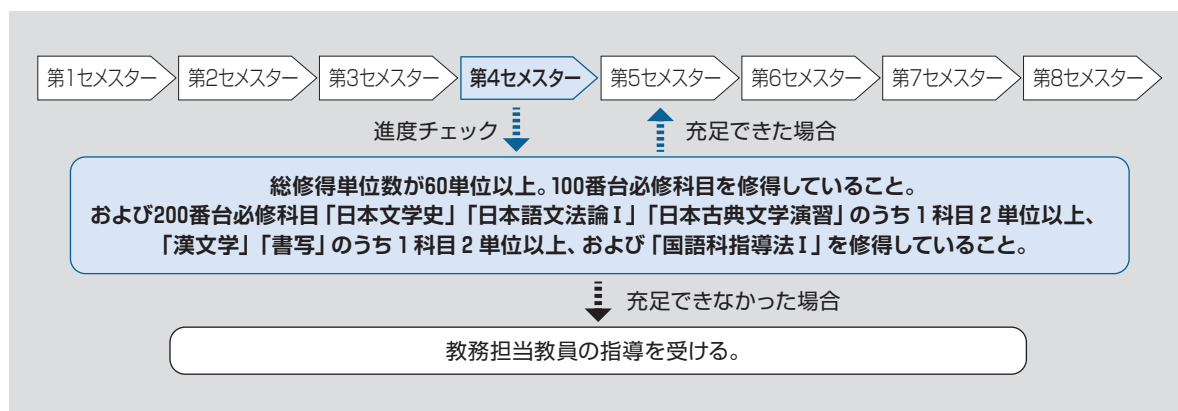 第1セメスター
第2セメスター
第3セメスター
第4セメスター
第5セメスター
第6セメスター
第7セメスター
第8セメスター
進度チェック
充足できた場合
総修得単位数が60単位以上。100番台必修科目を修得していること。
および200番台必修科目「日本文学史」「日本語文法論Ⅰ」「日本古典文学演習」のうち1科目2単位以上、
「漢文学」「書写」のうち1科目2単位以上、および「国語科指導法Ⅰ」を修得していること。
充足できなかった場合
教務担当教員の指導を受ける。